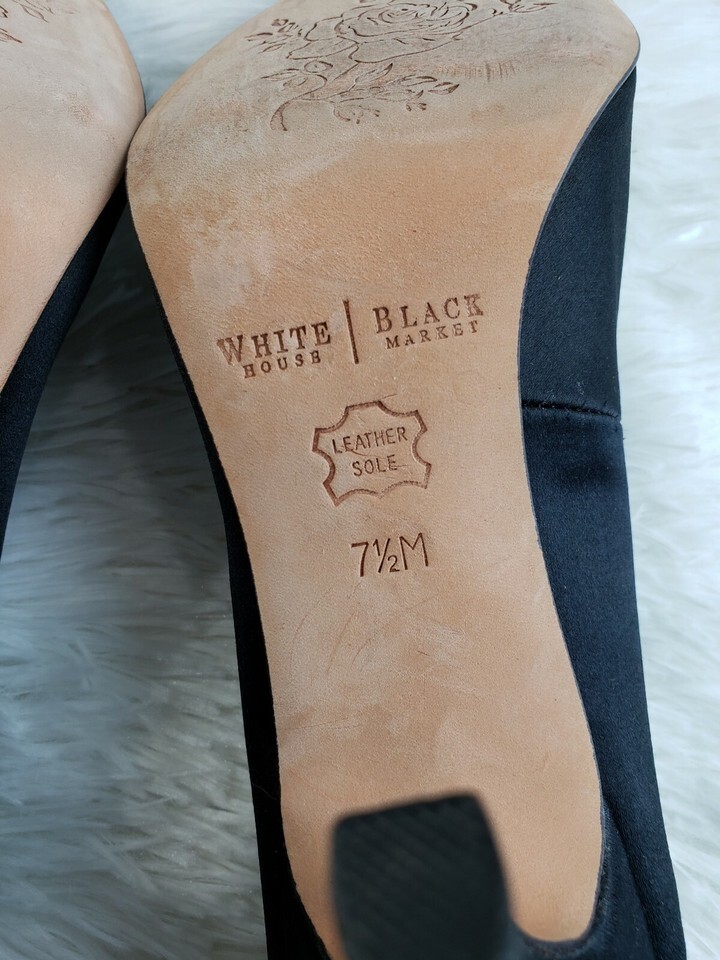 WHITE HOUSE | BLACK MARKET
LEATHER
SOLE
7½M